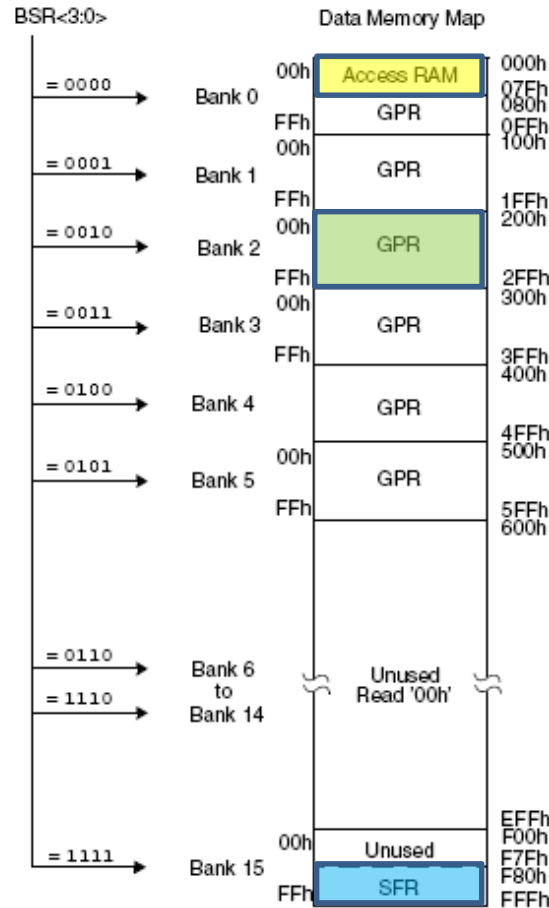 BSR<3:0>
Data Memory Map
= 0000
Bank 0
00h
Access RAM
000h
07Fh
080h
FFh
GPR
0FFh
= 0001
Bank 1
00h
GPR
100h
FFh
1FFh
= 0010
Bank 2
00h
GPR
200h
FFh
2FFh
= 0011
Bank 3
00h
GPR
300h
FFh
3FFh
= 0100
Bank 4
GPR
400h
4FFh
= 0101
Bank 5
00h
GPR
500h
FFh
5FFh
600h
= 0110
= 1110
Bank 6
to
Bank 14
Unused
Read '00h'
EFFh
= 1111
Bank 15
00h
Unused
F00h
F7Fh
F80h
FFh
SFR
FFFh